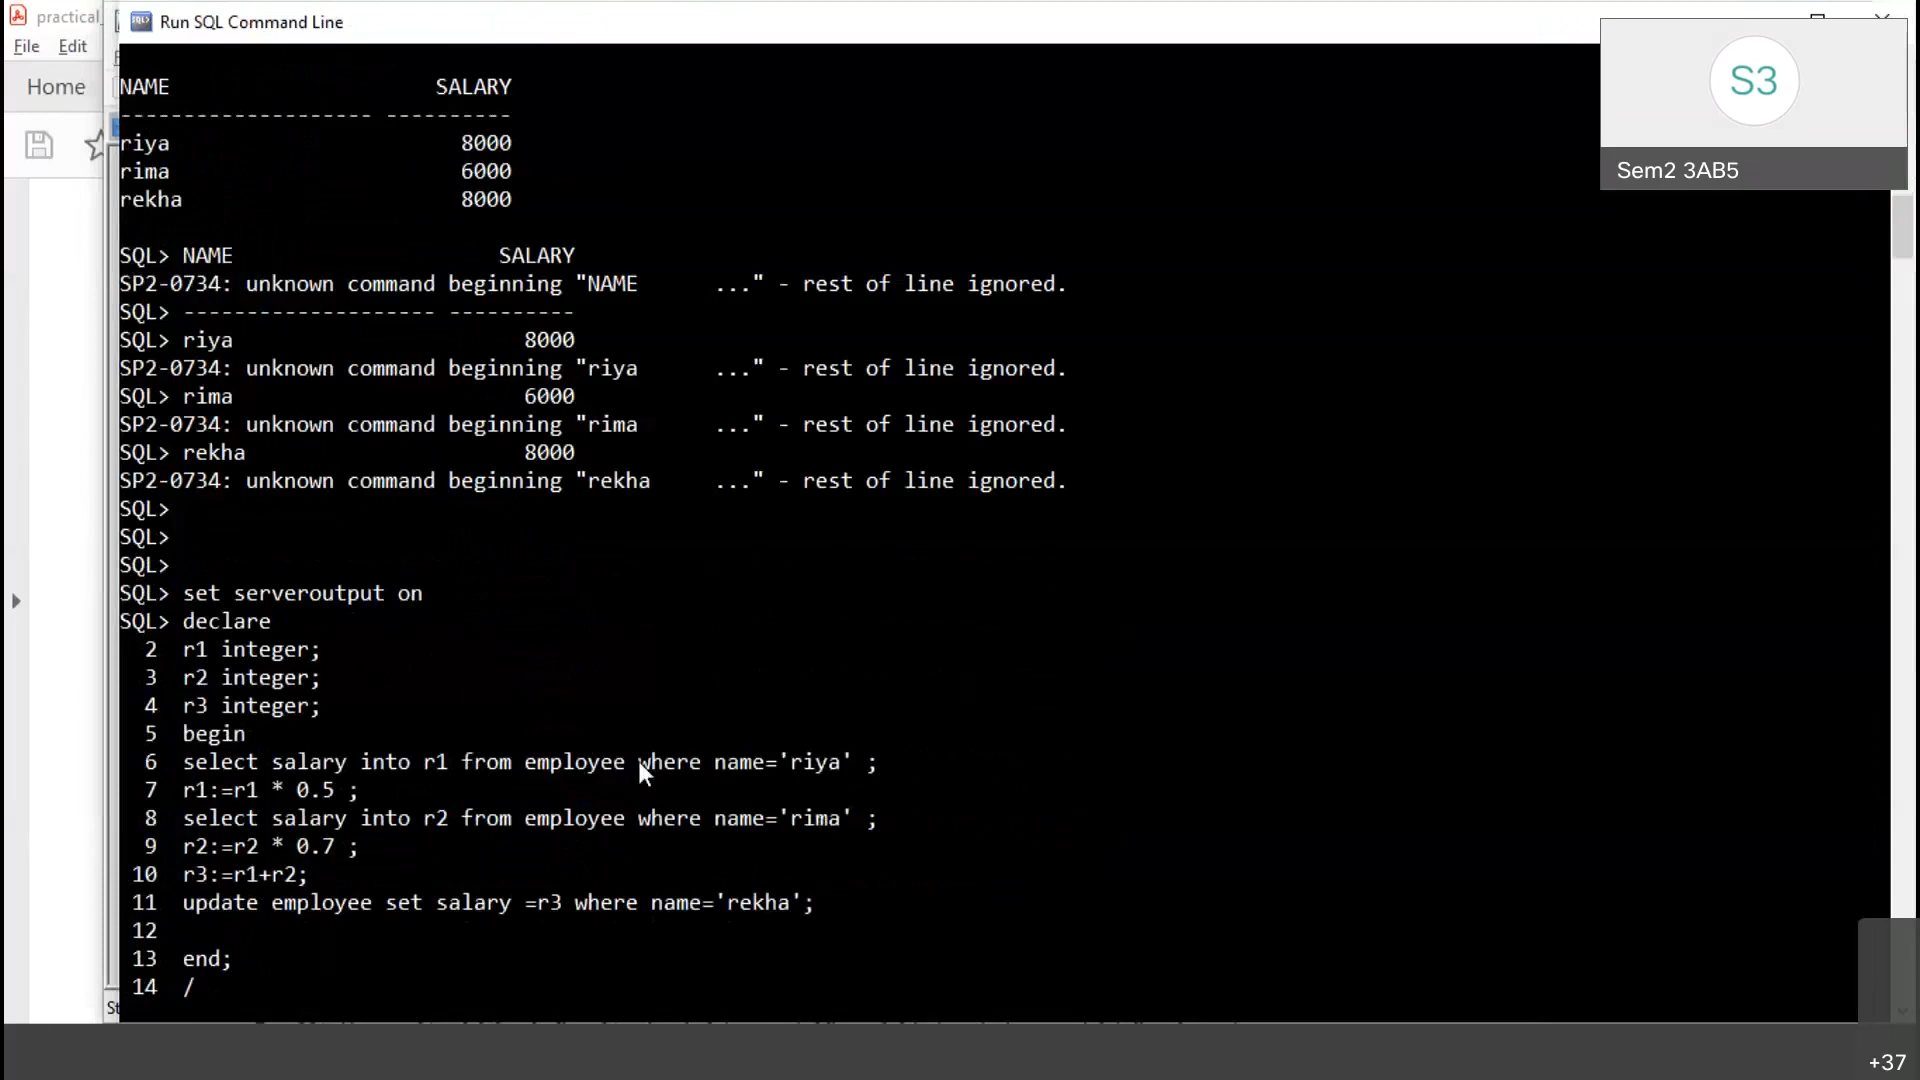 practical_
Run SQL Command Line
File Edit
Home
S3
Sem2 3AB5
NAME                 SALARY
-------------------- ----------
riya                       8000
rima                       6000
rekha                      8000
SQL> NAME                     SALARY
SP2-0734: unknown command beginning "NAME      ..." - rest of line ignored.
SQL> -------------------- ----------
SQL> riya                       8000
SP2-0734: unknown command beginning "riya      ..." - rest of line ignored.
SQL> rima                       6000
SP2-0734: unknown command beginning "rima      ..." - rest of line ignored.
SQL> rekha                      8000
SP2-0734: unknown command beginning "rekha     ..." - rest of line ignored.
SQL>
SQL>
SQL>
SQL> set serveroutput on
SQL> declare
2  r1 integer;
3  r2 integer;
4  r3 integer;
5  begin
6  select salary into r1 from employee where name='riya' ;
7  r1:=r1 * 0.5 ;
8  select salary into r2 from employee where name='rima' ;
9  r2:=r2 * 0.7 ;
10  r3:=r1+r2;
11  update employee set salary =r3 where name='rekha';
12
13  end;
14  /
St
+37